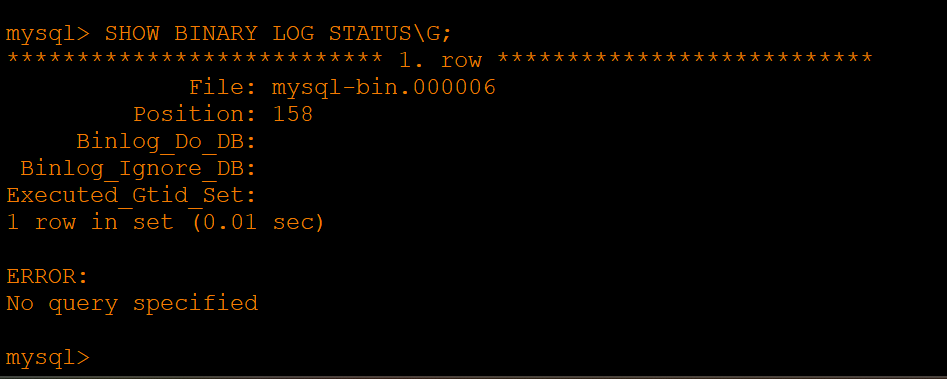 mysql> SHOW BINARY LOG STATUS\G;
*************************** 1. row ***************************
             File: mysql-bin.000006
         Position: 158
     Binlog_Do_DB:
 Binlog_Ignore_DB:
Executed_Gtid_Set:
1 row in set (0.01 sec)
ERROR:
No query specified
mysql>